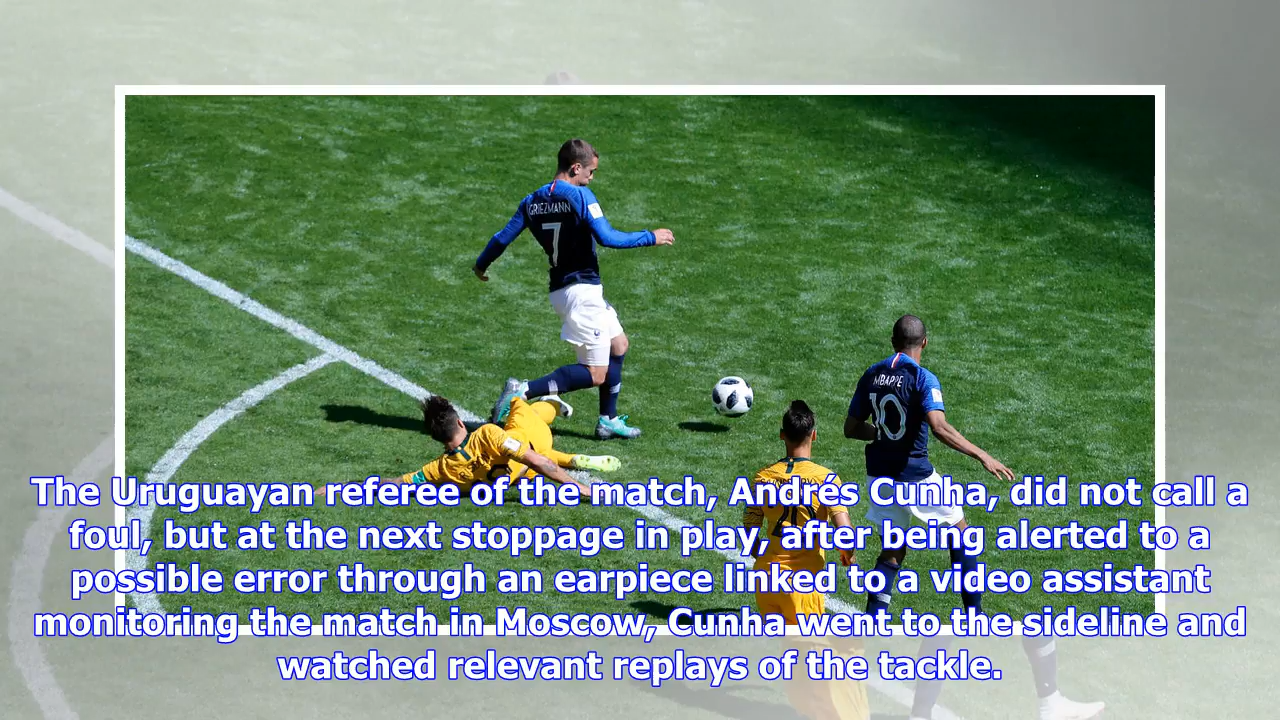 GRIEZMANN
7
MBAPPE
10
The Uruguayan referee of the match, Andrés Cunha, did not call a
foul, but at the next stoppage in play, after being alerted to a
possible error through an earpiece linked to a video assistant
monitoring the match in Moscow, Cunha went to the sideline and
watched relevant replays of the tackle.